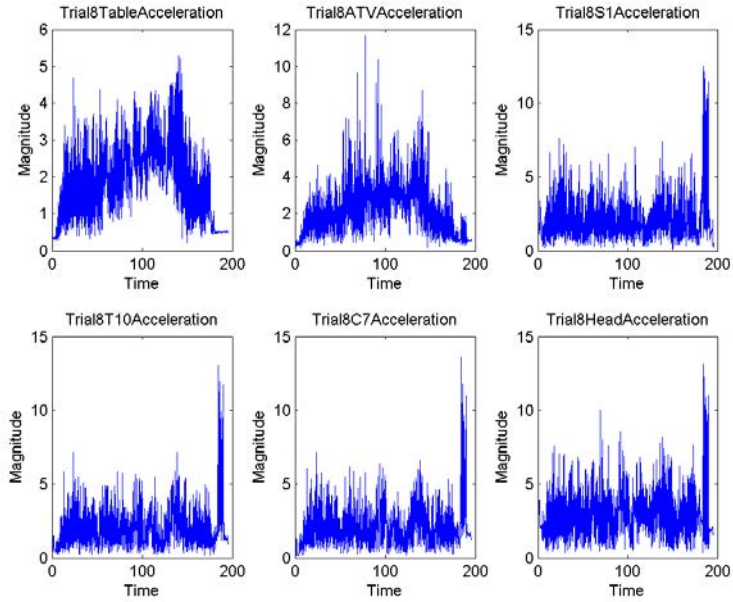 Trial8TableAcceleration
6
5
4
3
2
1
0
Magnitude
0 100 200
Time
Trial8ATVAcceleration
12
10
8
6
4
2
0
Magnitude
0 100 200
Time
Trial8S1Acceleration
15
10
5
0
Magnitude
0 100 200
Time
Trial8T10Acceleration
15
10
5
0
Magnitude
0 100 200
Time
Trial8C7Acceleration
15
10
5
0
Magnitude
0 100 200
Time
Trial8HeadAcceleration
15
10
5
0
Magnitude
0 100 200
Time